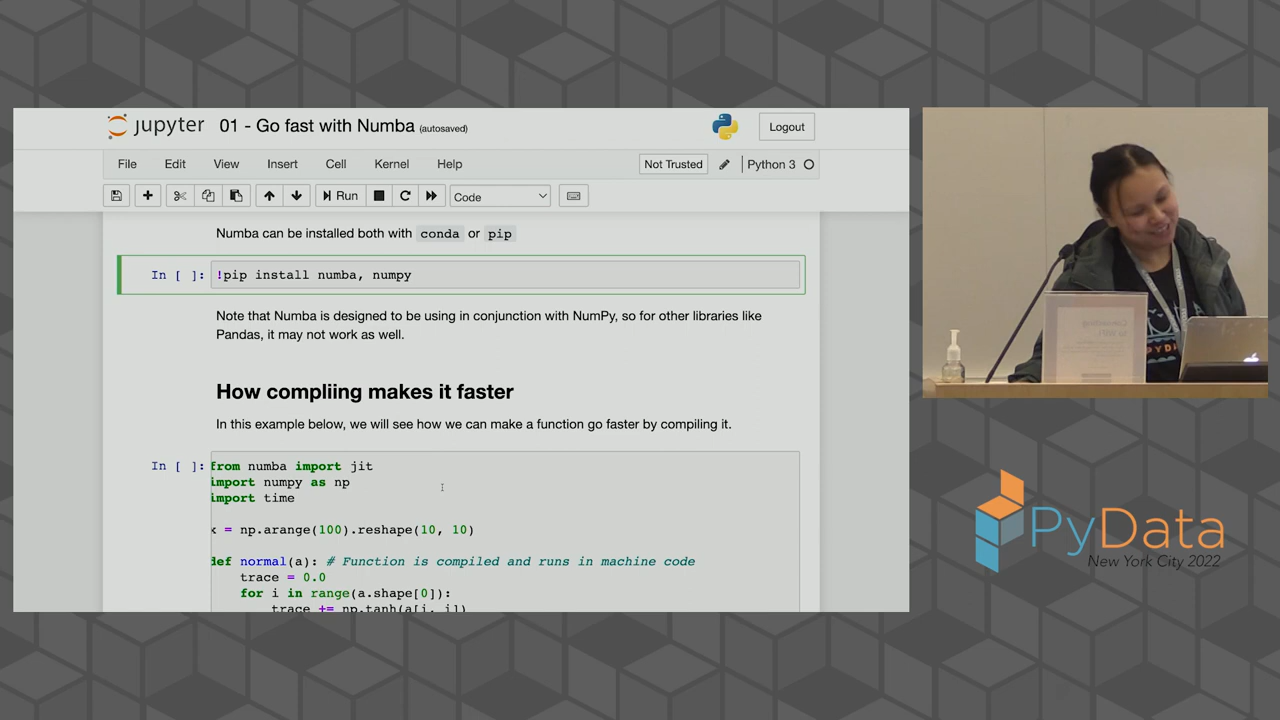 jupyter 01 - Go fast with Numba (autosaved)
Logout
File Edit View Insert Cell Kernel Help
Not Trusted
Python 3
Run
Code
Numba can be installed both with conda or pip
In [ ]: !pip install numba, numpy
Note that Numba is designed to be using in conjunction with NumPy, so for other libraries like
Pandas, it may not work as well.
How compliing makes it faster
In this example below, we will see how we can make a function go faster by compiling it.
In [ ]: from numba import jit
import numpy as np
import time
x = np.arange(100).reshape(10, 10)
def normal(a): # Function is compiled and runs in machine code
trace = 0.0
for i in range(a.shape[0]):
trace += np.tanh(a[i, i])
PyData
New York City 2022